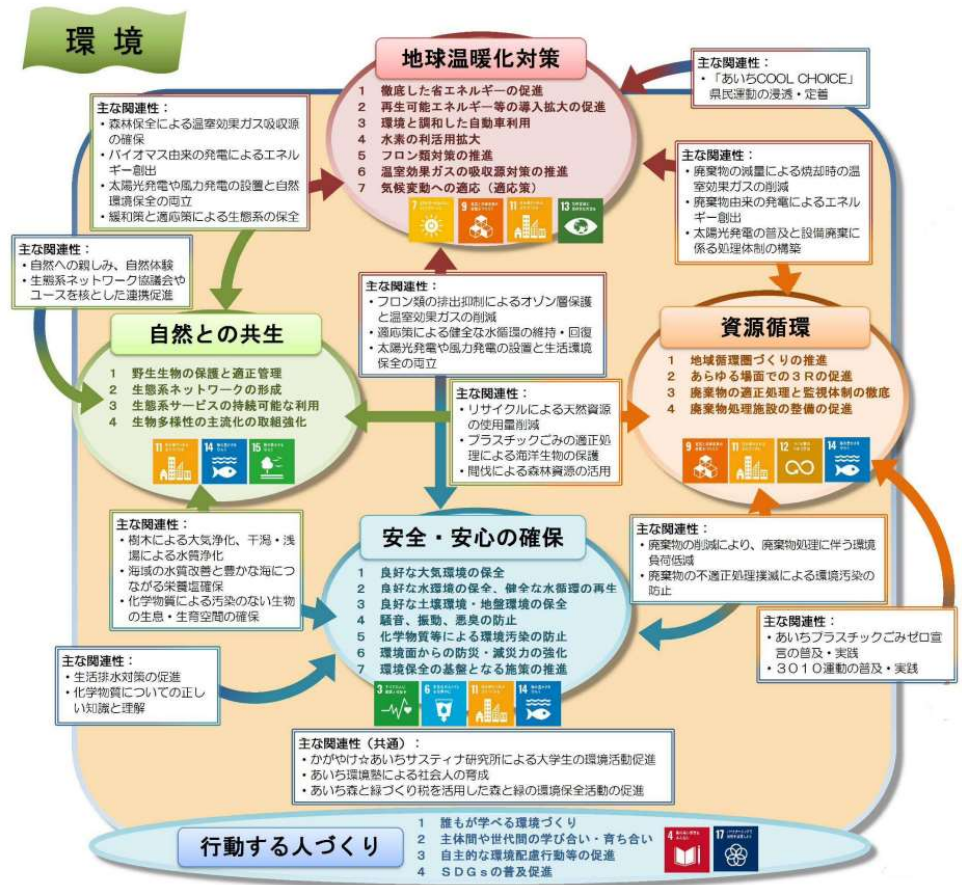 環 境
地球温暖化対策
1 徹底した省エネルギーの促進
2 再生可能エネルギー等の導入拡大の促進
3 環境と調和した自動車利用
4 水素の利活用拡大
5 フロン類対策の推進
6 温室効果ガスの吸収源対策の推進
7 気候変動への適応（適応策）
7
9
11
13
主な関連性：
・「あいちCOOL CHOICE」
県民運動の浸透・定着
主な関連性：
・森林保全による温室効果ガス吸収源
の確保
・バイオマス由来の発電によるエネル
ギー創出
・太陽光発電や風力発電の設置と自然
環境保全の両立
・緩和策と適応策による生態系の保全
主な関連性：
・廃棄物の減量による焼却時の温
室効果ガスの削減
・廃棄物由来の発電によるエネル
ギー創出
・太陽光発電の普及と設備廃棄に
係る処理体制の構築
主な関連性：
・自然への親しみ、自然体験
・生態系ネットワーク協議会や
ユースを核とした連携促進
主な関連性：
・フロン類の排出抑制によるオゾン層保護
と温室効果ガスの削減
・適応策による健全な水循環の維持・回復
・太陽光発電や風力発電の設置と生活環境
保全の両立
自然との共生
1 野生生物の保護と適正管理
2 生態系ネットワークの形成
3 生態系サービスの持続可能な利用
4 生物多様性の主流化の取組強化
11
14
15
資源循環
1 地域循環圏づくりの推進
2 あらゆる場面での３Ｒの促進
3 廃棄物の適正処理と監視体制の徹底
4 廃棄物処理施設の整備の促進
9
11
12
14
主な関連性：
・リサイクルによる天然資源
の使用量削減
・プラスチックごみの適正処
理による海洋生物の保護
・間伐による森林資源の活用
主な関連性：
・樹木による大気浄化、干潟・浅
場による水質浄化
・海域の水質改善と豊かな海につ
ながる栄養塩確保
・化学物質による汚染のない生物
の生息・生育空間の確保
安全・安心の確保
1 良好な大気環境の保全
2 良好な水環境の保全、健全な水循環の再生
3 良好な土壌環境・地盤環境の保全
4 騒音、振動、悪臭の防止
5 化学物質等による環境汚染の防止
6 環境面からの防災・減災力の強化
7 環境保全の基盤となる施策の推進
3
6
11
14
主な関連性：
・廃棄物の削減により、廃棄物処理に伴う環境
負荷低減
・廃棄物の不適正処理撲滅による環境汚染の
防止
主な関連性：
・あいちプラスチックごみゼロ宣
言の普及・実践
・３０１０運動の普及・実践
主な関連性：
・生活排水対策の促進
・化学物質についての正し
い知識と理解
主な関連性（共通）：
・かがやけ☆あいちサスティナ研究所による大学生の環境活動促進
・あいち環境塾による社会人の育成
・あいち森と緑づくり税を活用した森と緑の環境保全活動の促進
行動する人づくり
1 誰もが学べる環境づくり
2 主体間や世代間の学び合い・育ち合い
3 自主的な環境配慮行動等の促進
4 ＳＤＧｓの普及促進
4
17